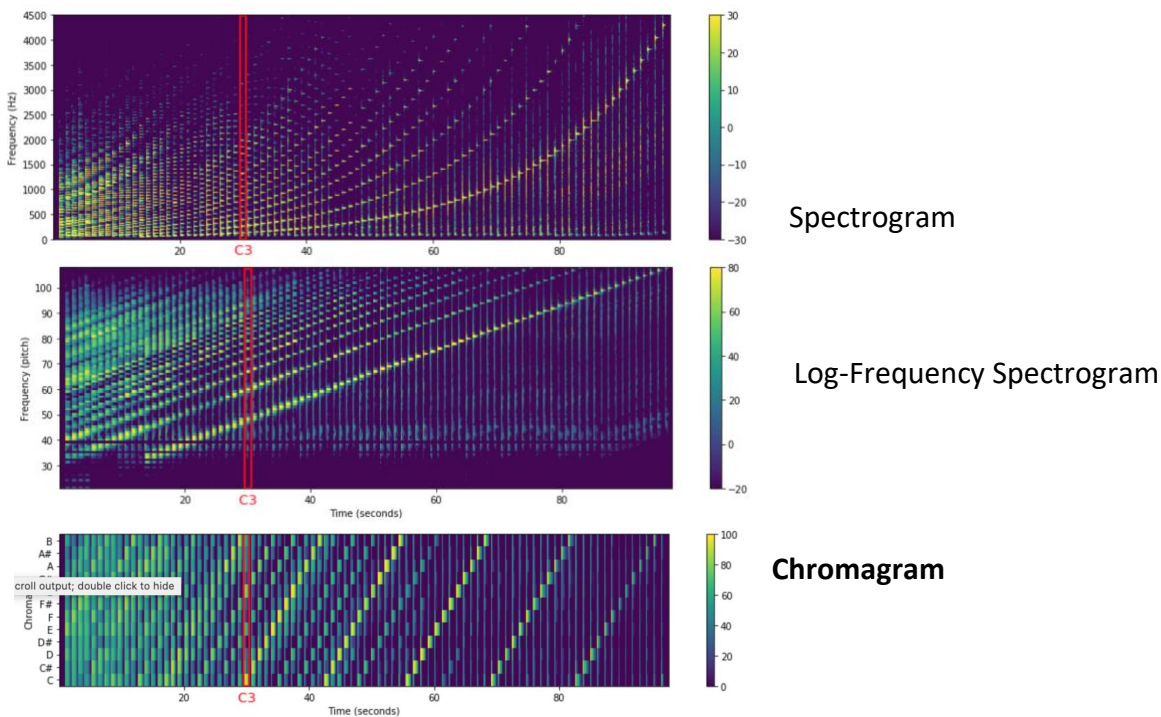 4500
4000
3500
3000
2500
2000
1500
1000
500
0
Frequency (Hz)
20
C3
40
60
80
30
20
10
0
−10
−20
−30
Spectrogram
100
90
80
70
60
50
40
30
Frequency (pitch)
20
C3
40
60
80
Time (seconds)
80
60
40
20
0
−20
Log-Frequency Spectrogram
B
A#
A
croll output; double click to hide
F#
F
E
D#
D
C#
C
Chroma
20
C3
40
60
80
Time (seconds)
100
80
60
40
20
0
Chromagram